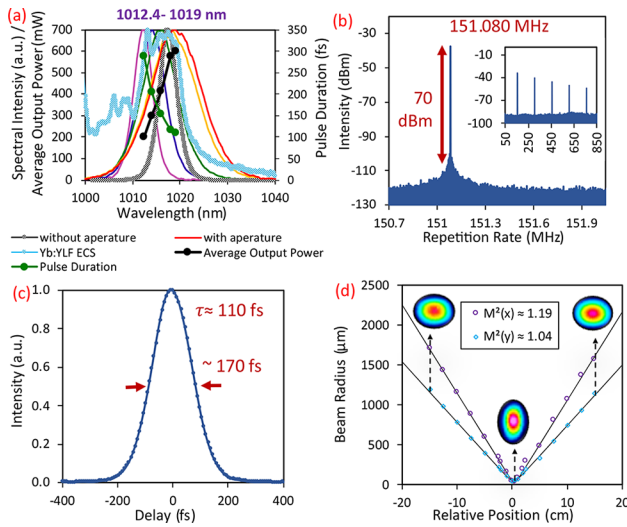 (a)
1012.4- 1019 nm
Spectral Intensiy (a.u.) /
Average Output Power (mW)
700
600
500
400
300
200
100
0
350
300
250
200
150
100
50
0
Pulse Duration (fs)
1000 1010 1020 1030 1040
Wavelength (nm)
without aperature
with aperature
Yb:YLF ECS
Average Output Power
Pulse Duration
(b)
151.080 MHz
Intensity (dBm)
-10
-30
-50
-70
-90
-110
-130
70
dBm
-10
-40
-70
-100
50 250 450 650 850
150.7 151 151.3 151.6 151.9
Repetition Rate (MHz)
(c)
τ≈ 110 fs
~ 170 fs
Intensity (a.u.)
1.0
0.8
0.6
0.4
0.2
0.0
-400 -200 0 200 400
Delay (fs)
(d)
M²(x) ≈ 1.19
M²(y) ≈ 1.04
Beam Radius (μm)
2500
2000
1500
1000
500
0
-20 -10 0 10 20
Relative Position (cm)